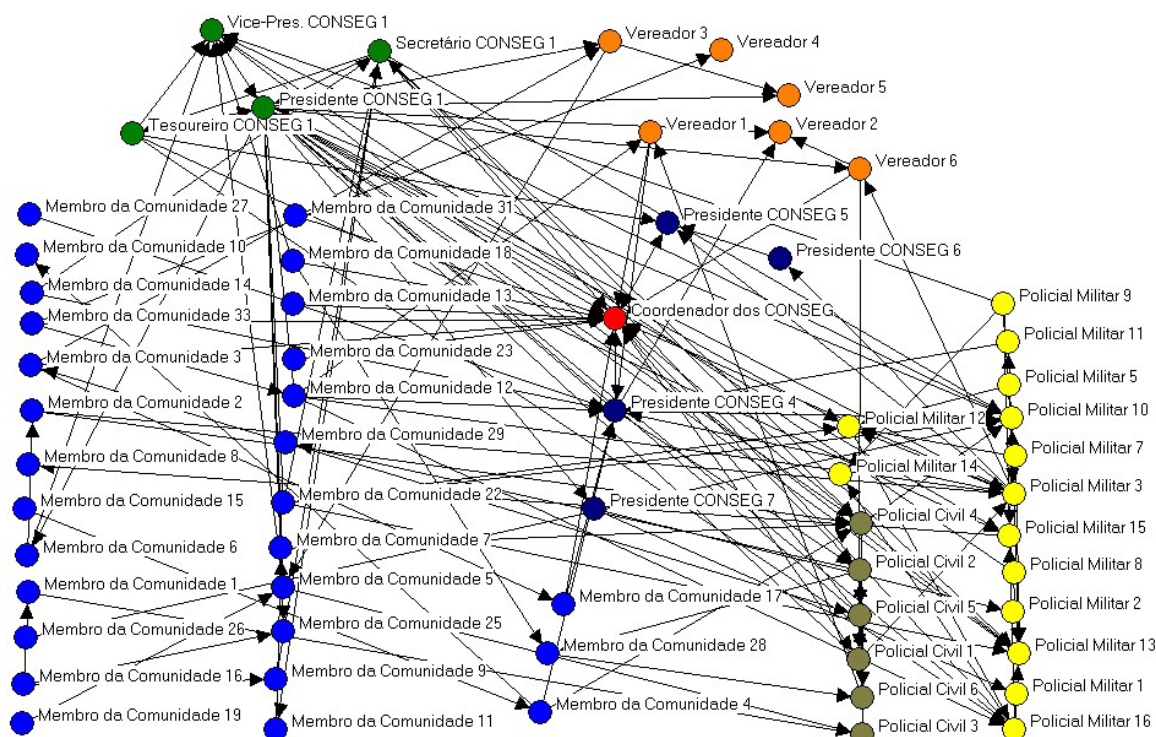 Vice-Pres. CONSEG 1
Secretário CONSEG 1
Vereador 3
Vereador 4
Presidente CONSEG 1
Vereador 5
Tesoureiro CONSEG 1
Vereador 1
Vereador 2
Vereador 6
Membro da Comunidade 27
Membro da Comunidade 31
Presidente CONSEG 5
Membro da Comunidade 10
Membro da Comunidade 18
Presidente CONSEG 6
Membro da Comunidade 14
Membro da Comunidade 13
Policial Militar 9
Membro da Comunidade 33
Coordenador dos CONSEG
Policial Militar 11
Membro da Comunidade 3
Membro da Comunidade 23
Policial Militar 5
Membro da Comunidade 12
Membro da Comunidade 2
Presidente CONSEG 4
Policial Militar 10
Policial Militar 12
Membro da Comunidade 29
Policial Militar 7
Membro da Comunidade 8
Policial Militar 14
Policial Militar 3
Membro da Comunidade 15
Membro da Comunidade 22
Presidente CONSEG 7
Policial Civil 4
Policial Militar 15
Membro da Comunidade 6
Membro da Comunidade 7
Policial Civil 2
Policial Militar 8
Membro da Comunidade 1
Membro da Comunidade 5
Membro da Comunidade 17
Policial Civil 5
Policial Militar 2
Membro da Comunidade 26
Membro da Comunidade 25
Membro da Comunidade 28
Policial Civil 1
Policial Militar 13
Membro da Comunidade 16
Membro da Comunidade 9
Policial Civil 6
Policial Militar 1
Membro da Comunidade 19
Membro da Comunidade 11
Membro da Comunidade 4
Policial Civil 3
Policial Militar 16